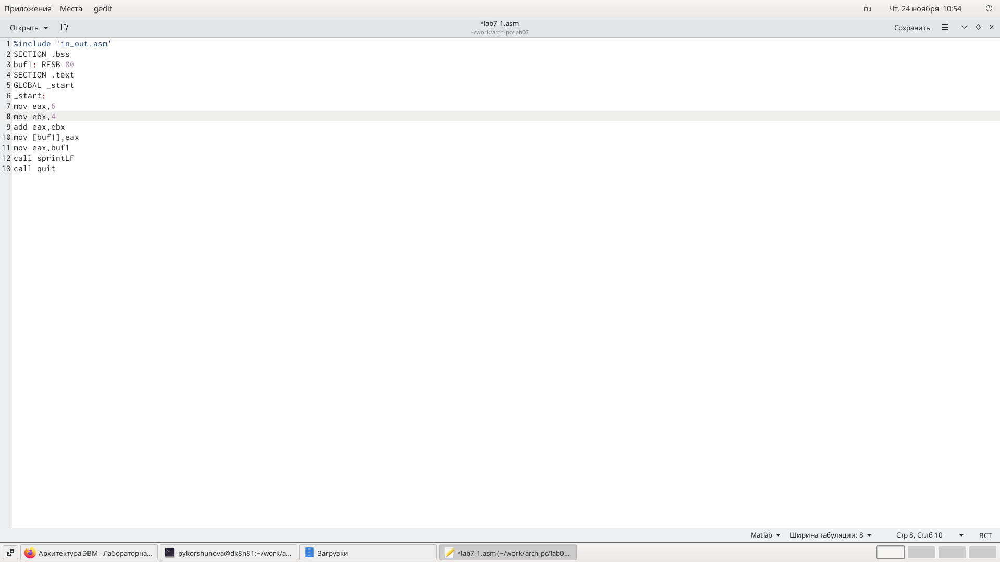 Приложения Места gedit ru Чт, 24 ноября 10:54
Открыть *lab7-1.asm Сохранить
~/work/arch-pc/lab07
1 %include 'in_out.asm'
2 SECTION .bss
3 buf1: RESB 80
4 SECTION .text
5 GLOBAL _start
6 _start:
7 mov eax,6
8 mov ebx,4
9 add eax,ebx
10 mov [buf1],eax
11 mov eax,buf1
12 call sprintLF
13 call quit
Matlab Ширина табуляции: 8 Стр 8, Стлб 10 ВСТ
Архитектура ЭВМ - Лабораторна... pykorshunova@dk8n81:~/work/a... Загрузки *lab7-1.asm (~/work/arch-pc/lab0...